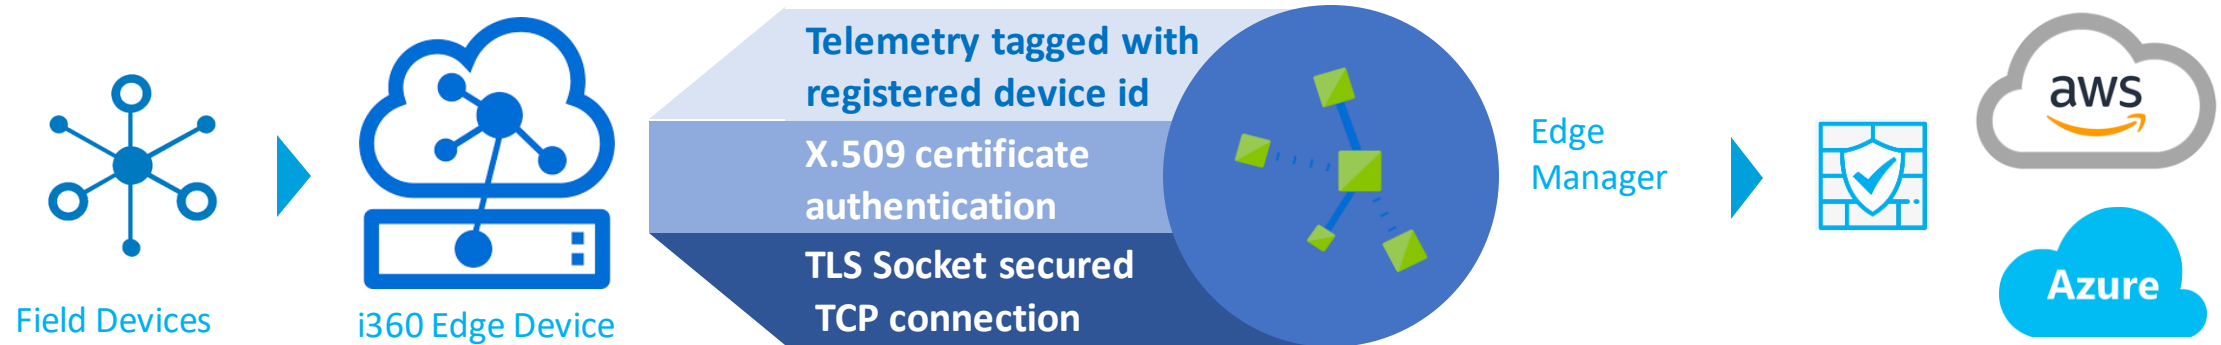 Field Devices
i360 Edge Device
Telemetry tagged with
registered device id
X.509 certificate
authentication
TLS Socket secured
TCP connection
Edge
Manager
aws
Azure